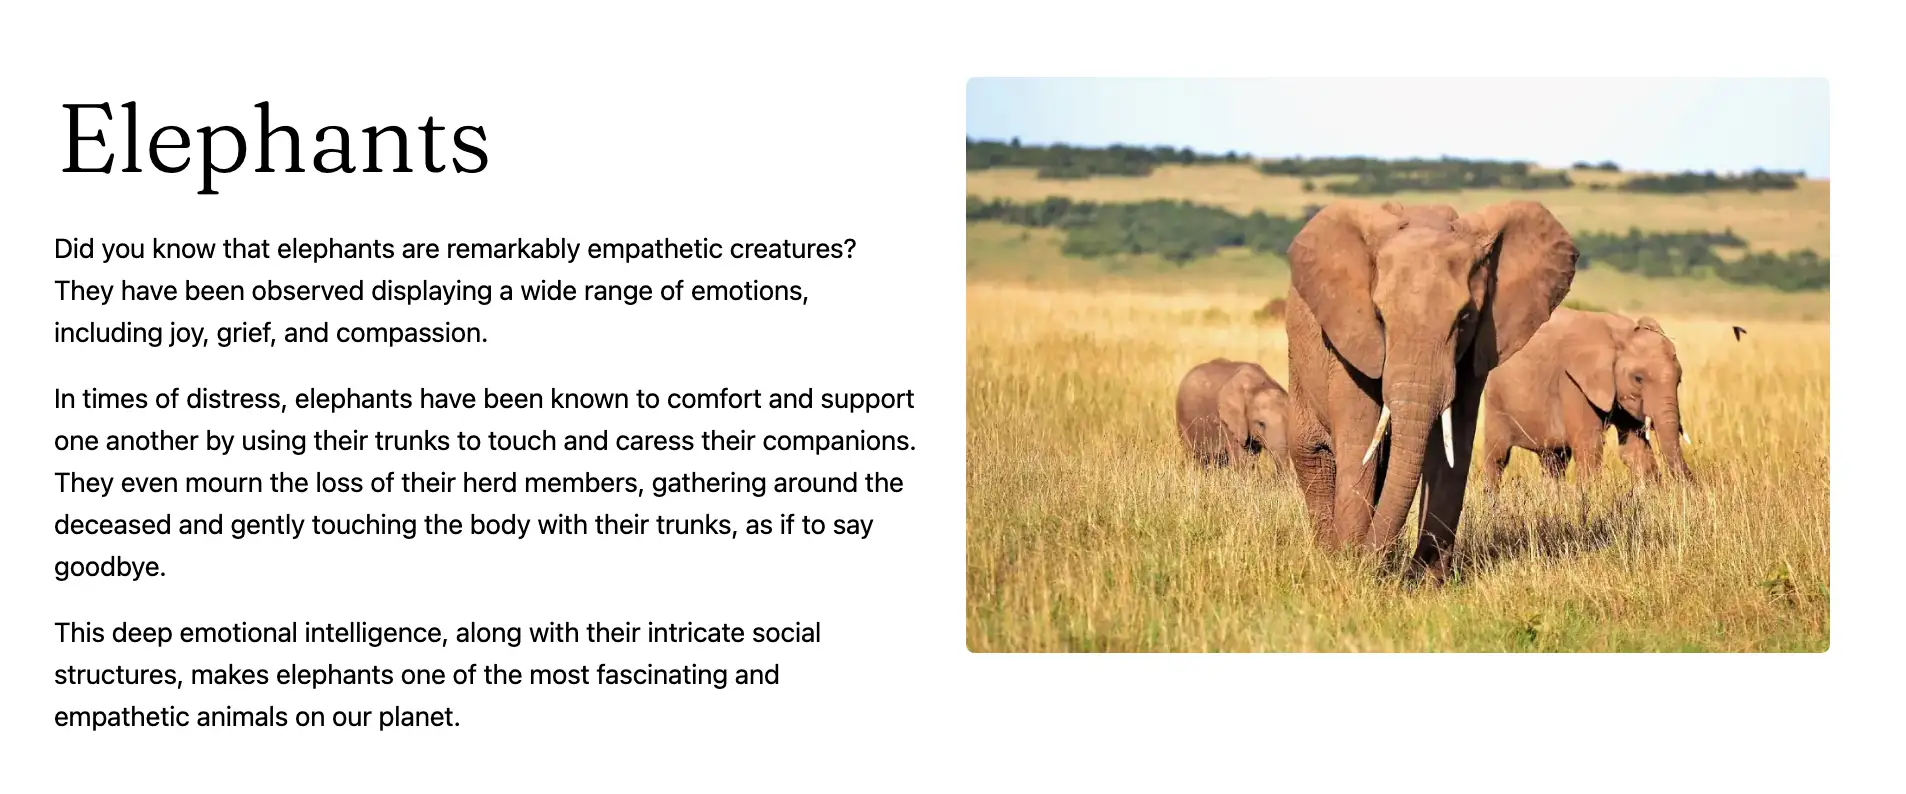 Elephants
Did you know that elephants are remarkably empathetic creatures?
They have been observed displaying a wide range of emotions,
including joy, grief, and compassion.
In times of distress, elephants have been known to comfort and support
one another by using their trunks to touch and caress their companions.
They even mourn the loss of their herd members, gathering around the
deceased and gently touching the body with their trunks, as if to say
goodbye.
This deep emotional intelligence, along with their intricate social
structures, makes elephants one of the most fascinating and
empathetic animals on our planet.